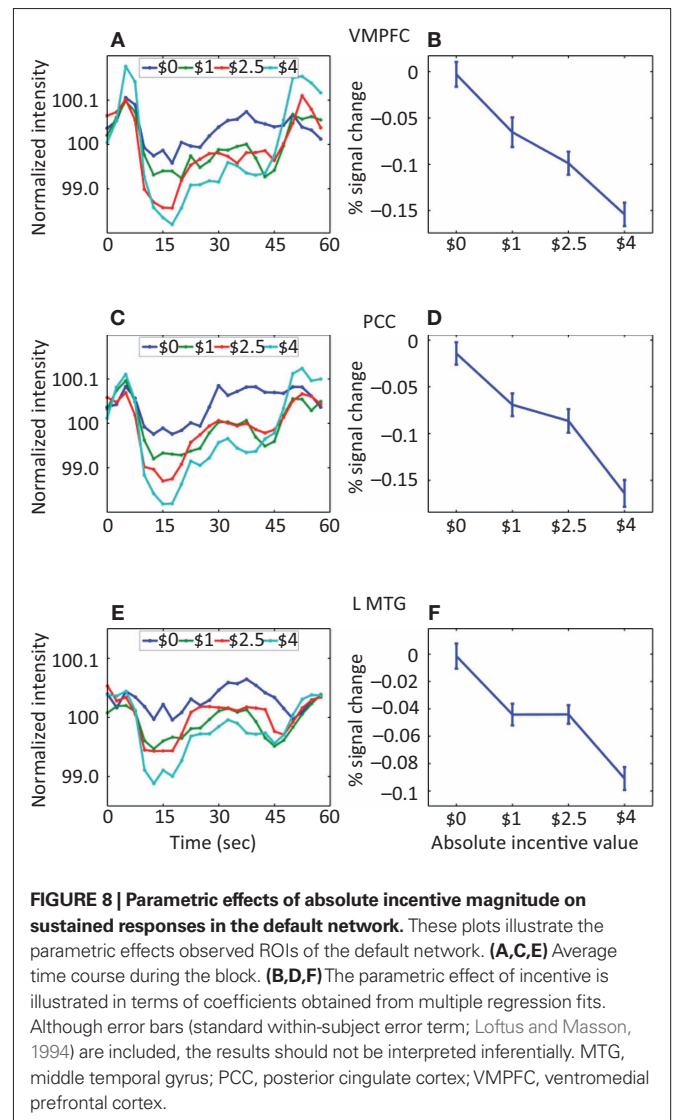 A
VMPFC
B
$0 $1 $2.5 $4
Normalized intensity
100.1
100
99.0
0 15 30 45 60
% signal change
0
−0.05
−0.1
−0.15
$0 $1 $2.5 $4
C
PCC
D
$0 $1 $2.5 $4
Normalized intensity
100.1
100
99.0
0 15 30 45 60
% signal change
0
−0.05
−0.1
−0.15
$0 $1 $2.5 $4
E
L MTG
F
$0 $1 $2.5 $4
Normalized intensity
100.1
100
99.0
0 15 30 45 60
Time (sec)
% signal change
0
−0.02
−0.04
−0.06
−0.08
−0.1
$0 $1 $2.5 $4
Absolute incentive value
FIGURE 8 | Parametric effects of absolute incentive magnitude on
sustained responses in the default network. These plots illustrate the
parametric effects observed ROIs of the default network. (A,C,E) Average
time course during the block. (B,D,F) The parametric effect of incentive is
illustrated in terms of coefficients obtained from multiple regression fits.
Although error bars (standard within-subject error term; Loftus and Masson,
1994) are included, the results should not be interpreted inferentially. MTG,
middle temporal gyrus; PCC, posterior cingulate cortex; VMPFC, ventromedial
prefrontal cortex.